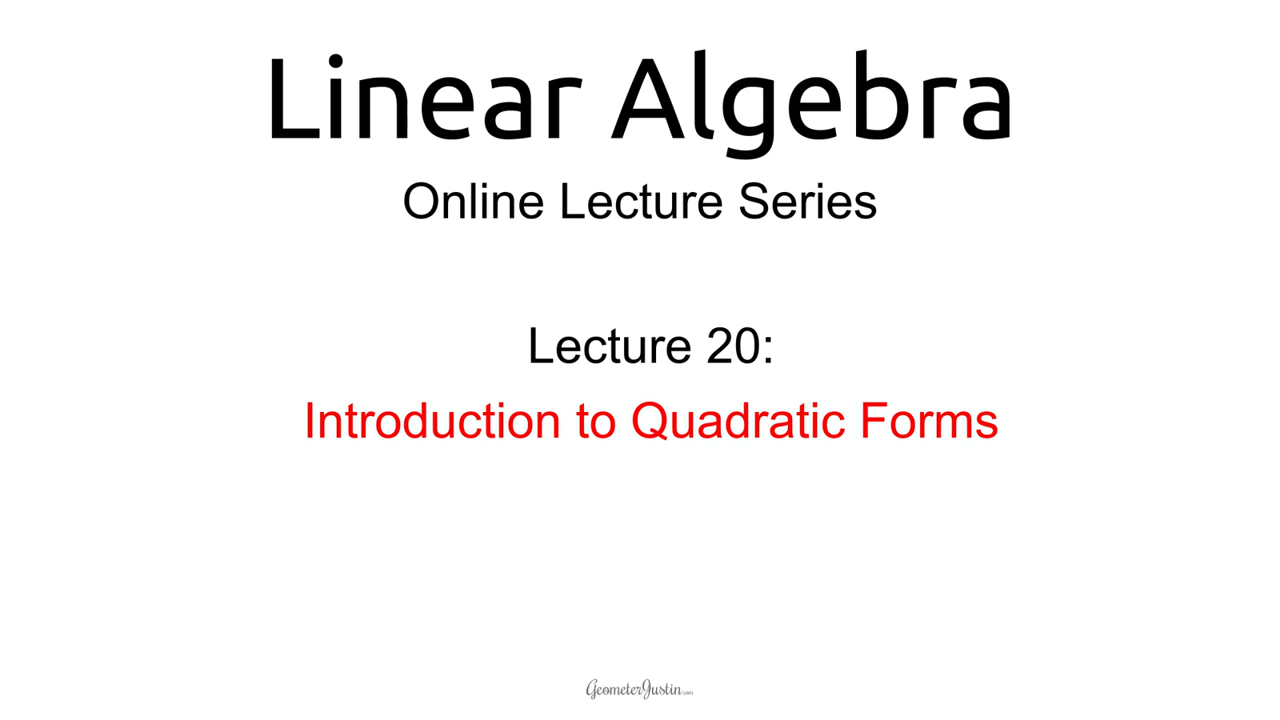 Linear Algebra
Online Lecture Series
Lecture 20:
Introduction to Quadratic Forms
GeometerJustin.com